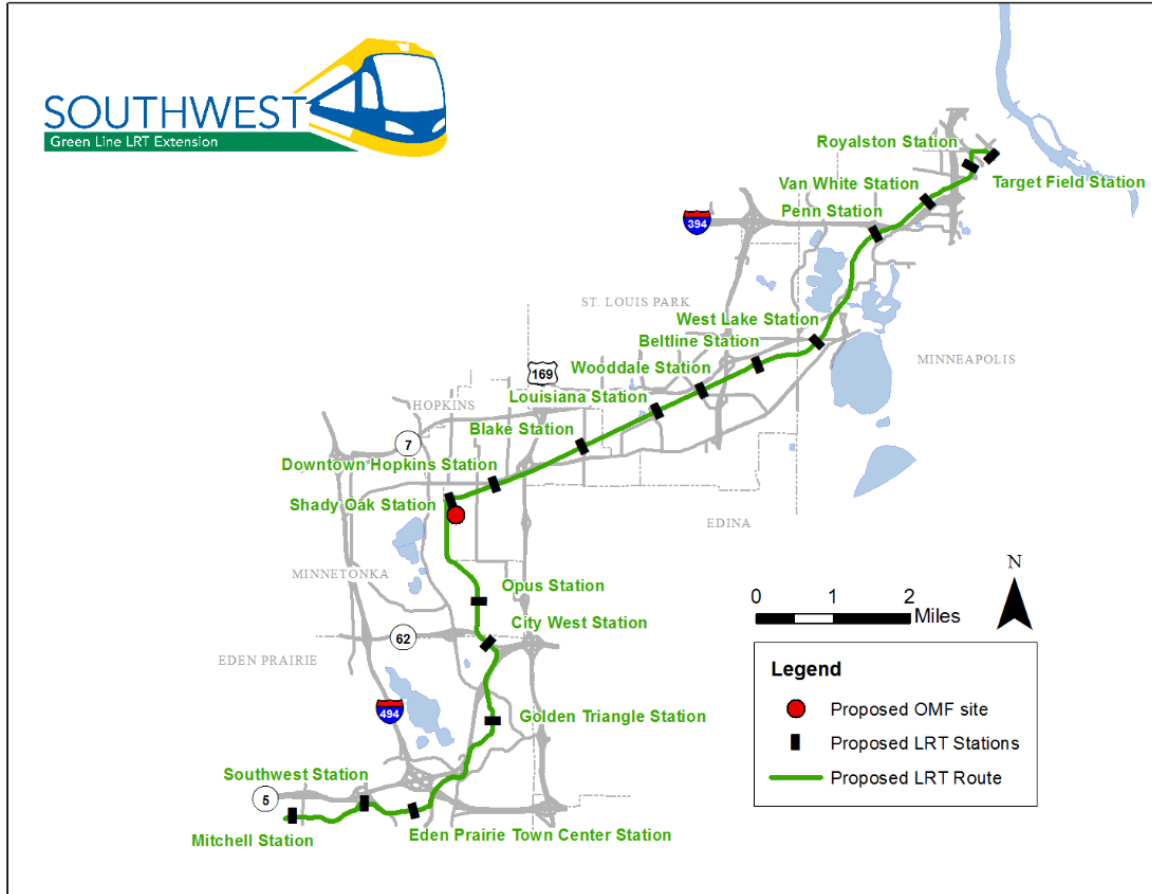 SOUTHWEST
Green Line LRT Extension
Royalston Station
Target Field Station
Van White Station
Penn Station
394
ST. LOUIS PARK
West Lake Station
Beltline Station
MINNEAPOLIS
Wooddale Station
169
Louisiana Station
HOPKINS
Blake Station
7
Downtown Hopkins Station
Shady Oak Station
EDINA
MINNETONKA
Opus Station
N
0 1 2
Miles
City West Station
62
EDEN PRAIRIE
Legend
Proposed OMF site
Proposed LRT Stations
Proposed LRT Route
494
Golden Triangle Station
Southwest Station
5
Eden Prairie Town Center Station
Mitchell Station